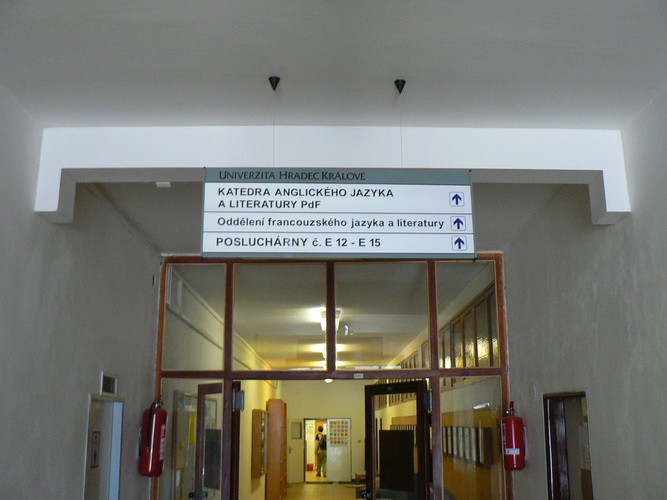 UNIVERZITA HRADEC KRÁLOVÉ
KATEDRA ANGLICKÉHO JAZYKA
A LITERATURY PdF
Oddělení francouzského jazyka a literatury
POSLUCHÁRNY č. E 12 - E 15